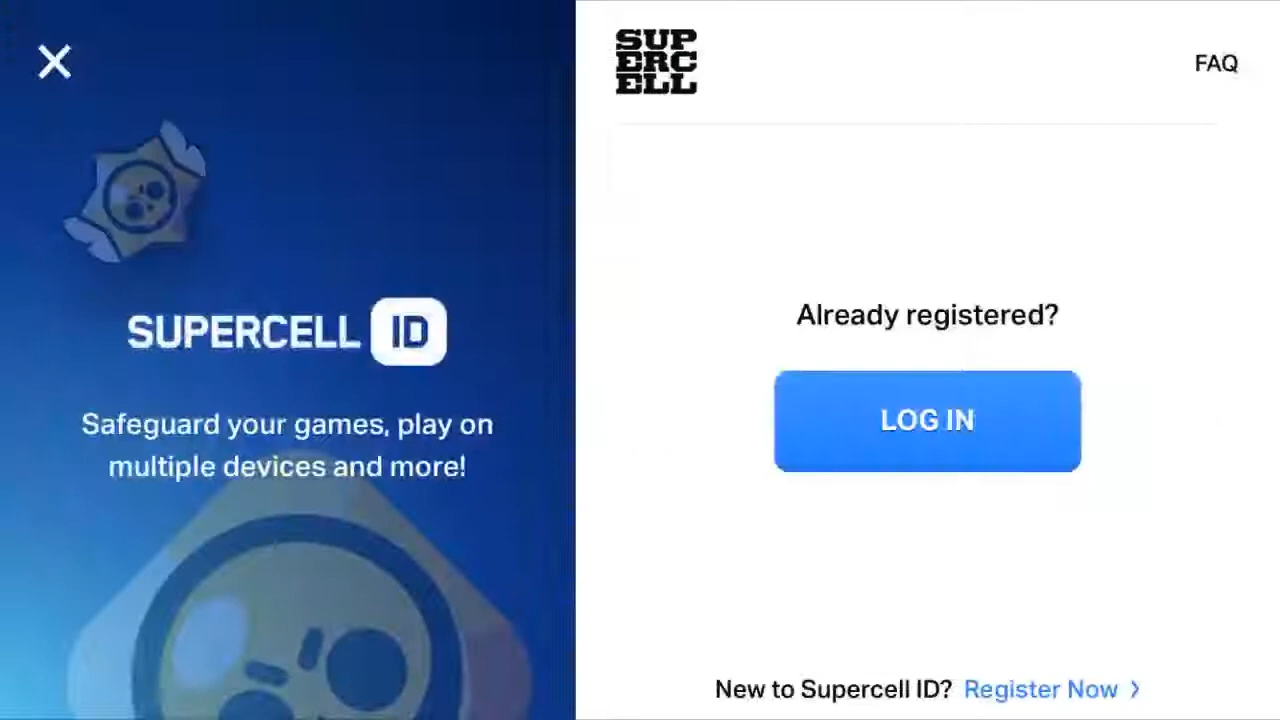 SUPERCELL ID
Safeguard your games, play on
multiple devices and more!
SUP
ERC
ELL
FAQ
Already registered?
LOG IN
New to Supercell ID? Register Now >